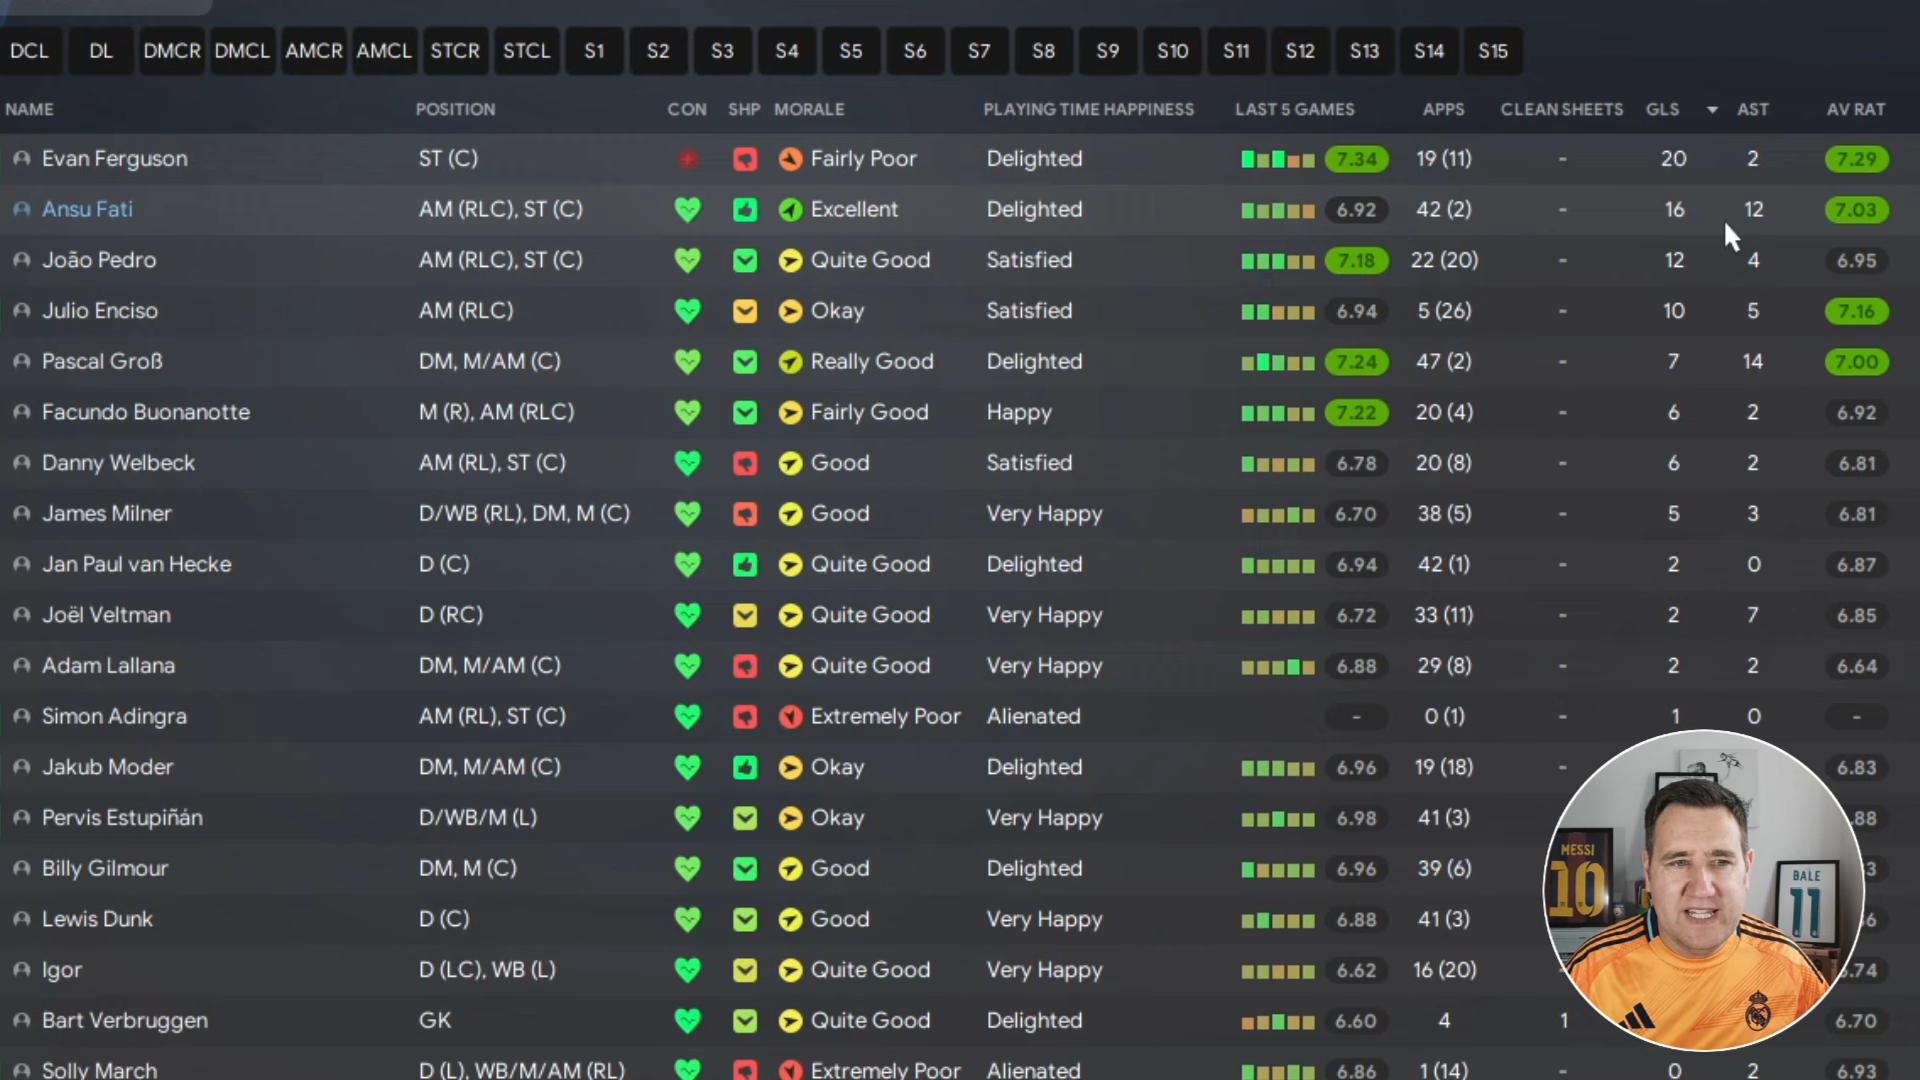 DCL DL DMCR DMCL AMCR AMCL STCR STCL S1 S2 S3 S4 S5 S6 S7 S8 S9 S10 S11 S12 S13 S14 S15
NAME POSITION CON SHP MORALE PLAYING TIME HAPPINESS LAST 5 GAMES APPS CLEAN SHEETS GLS AST AV RAT
Evan Ferguson ST (C) Fairly Poor Delighted 7.34 19 (11) - 20 2 7.29
Ansu Fati AM (RLC), ST (C) Excellent Delighted 6.92 42 (2) - 16 12 7.03
João Pedro AM (RLC), ST (C) Quite Good Satisfied 7.18 22 (20) - 12 4 6.95
Julio Enciso AM (RLC) Okay Satisfied 6.94 5 (26) - 10 5 7.16
Pascal Groß DM, M/AM (C) Really Good Delighted 7.24 47 (2) - 7 14 7.00
Facundo Buonanotte M (R), AM (RLC) Fairly Good Happy 7.22 20 (4) - 6 2 6.92
Danny Welbeck AM (RL), ST (C) Good Satisfied 6.78 20 (8) - 6 2 6.81
James Milner D/WB (RL), DM, M (C) Good Very Happy 6.70 38 (5) - 5 3 6.81
Jan Paul van Hecke D (C) Quite Good Delighted 6.94 42 (1) - 2 0 6.87
Joël Veltman D (RC) Quite Good Very Happy 6.72 33 (11) - 2 7 6.85
Adam Lallana DM, M/AM (C) Quite Good Very Happy 6.88 29 (8) - 2 2 6.64
Simon Adingra AM (RL), ST (C) Extremely Poor Alienated - 0 (1) - 1 0 -
Jakub Moder DM, M/AM (C) Okay Delighted 6.96 19 (18) - 6.83
Pervis Estupiñán D/WB/M (L) Okay Very Happy 6.98 41 (3) - .88
Billy Gilmour DM, M (C) Good Delighted 6.96 39 (6) 3
MESSI
10
BALE
11
Lewis Dunk D (C) Good Very Happy 6.88 41 (3) 6
Igor D (LC), WB (L) Quite Good Very Happy 6.62 16 (20) - .74
Bart Verbruggen GK Quite Good Delighted 6.60 4 1 6.70
Solly March D (L), WB/M/AM (RL) Extremely Poor Alienated 6.86 1 (14) - 0 2 6.93